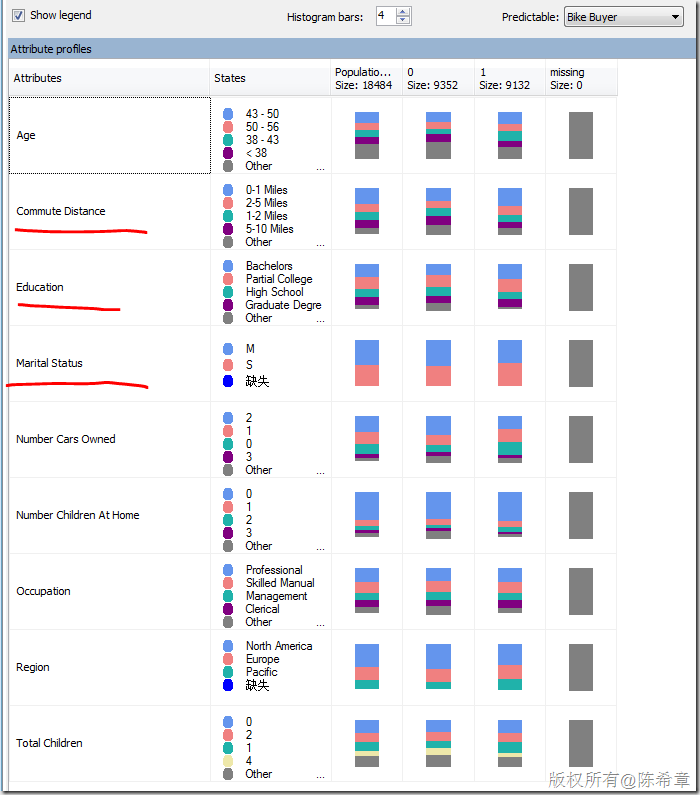 Show legend
Histogram bars:
4
Predictable:
Bike Buyer
Attribute profiles
Attributes
States
Populatio...
Size: 18484
0
Size: 9352
1
Size: 9132
missing
Size: 0
Age
43 - 50
50 - 56
38 - 43
< 38
Other
...
Commute Distance
0-1 Miles
2-5 Miles
1-2 Miles
5-10 Miles
Other
...
Education
Bachelors
Partial College
High School
Graduate Degre
Other
...
Marital Status
M
S
缺失
Number Cars Owned
2
1
0
3
Other
...
Number Children At Home
0
1
2
3
Other
...
Occupation
Professional
Skilled Manual
Management
Clerical
Other
...
Region
North America
Europe
Pacific
缺失
Total Children
0
2
1
4
Other
...
版权所有@陈希章